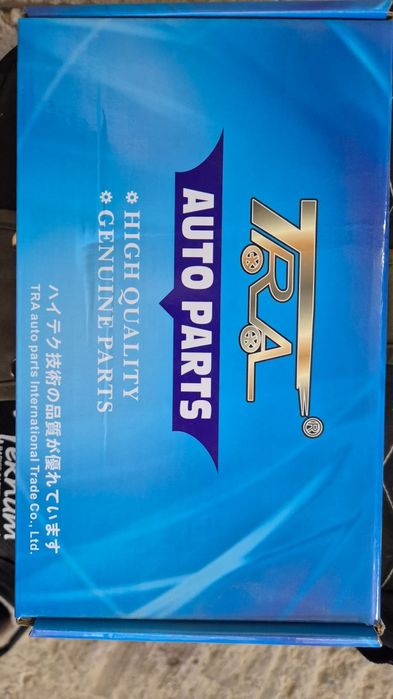 TRA
®
AUTO PARTS
HIGH QUALITY
GENUINE PARTS
ハイテク技術の品質が優れています
TRA auto parts International Trade Co., Ltd.
Teknum